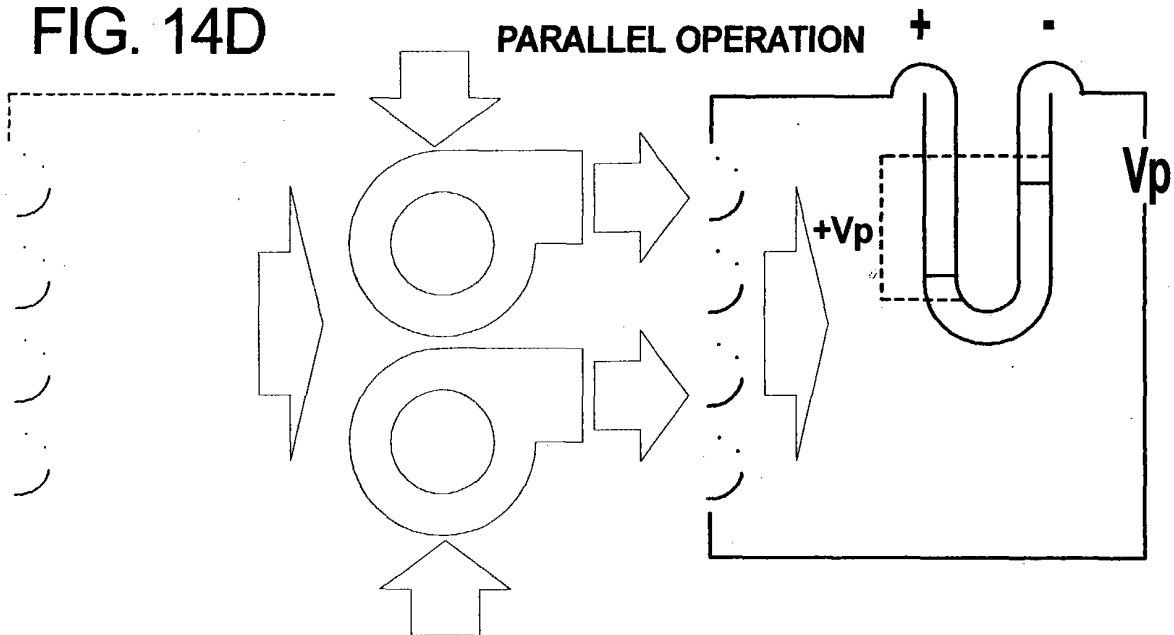 FIG. 14D
PARALLEL OPERATION
+ -
Vp
+Vp